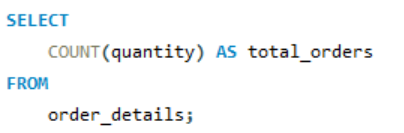 SELECT
    COUNT(quantity) AS total_orders
FROM
    order_details;